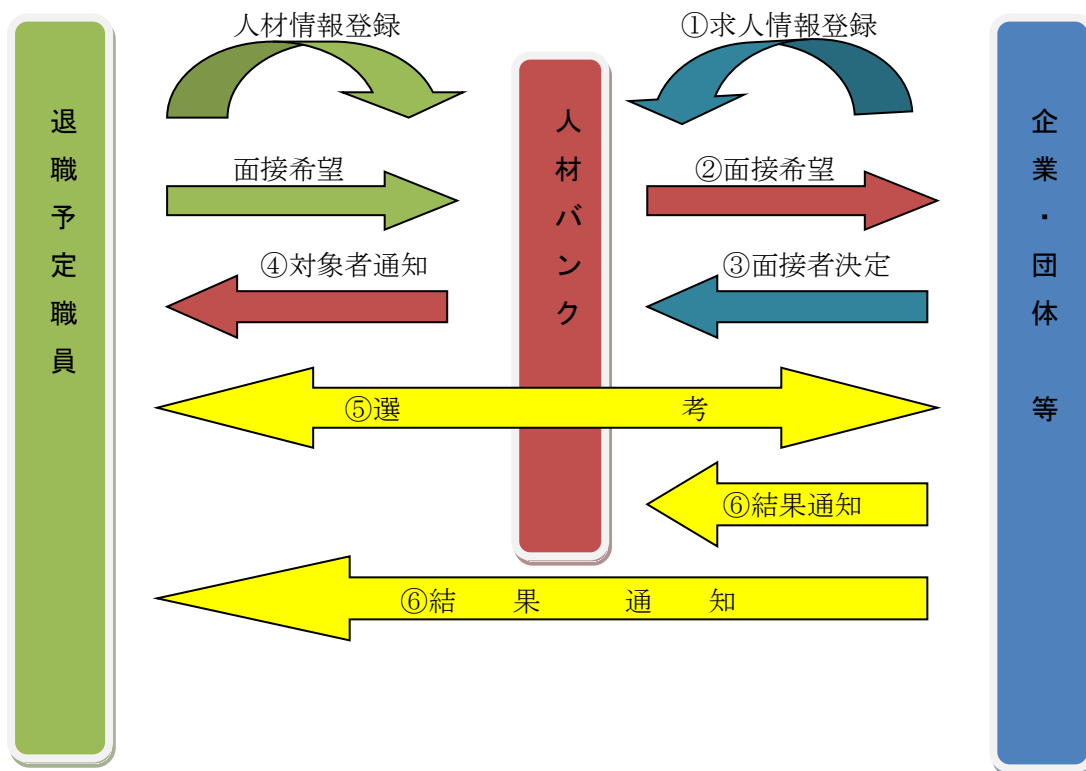 人材情報登録
①求人情報登録
退職予定職員
人材バンク
企業・団体　等
面接希望
②面接希望
④対象者通知
③面接者決定
⑤選　考
⑥結果通知
⑥結　果　通　知